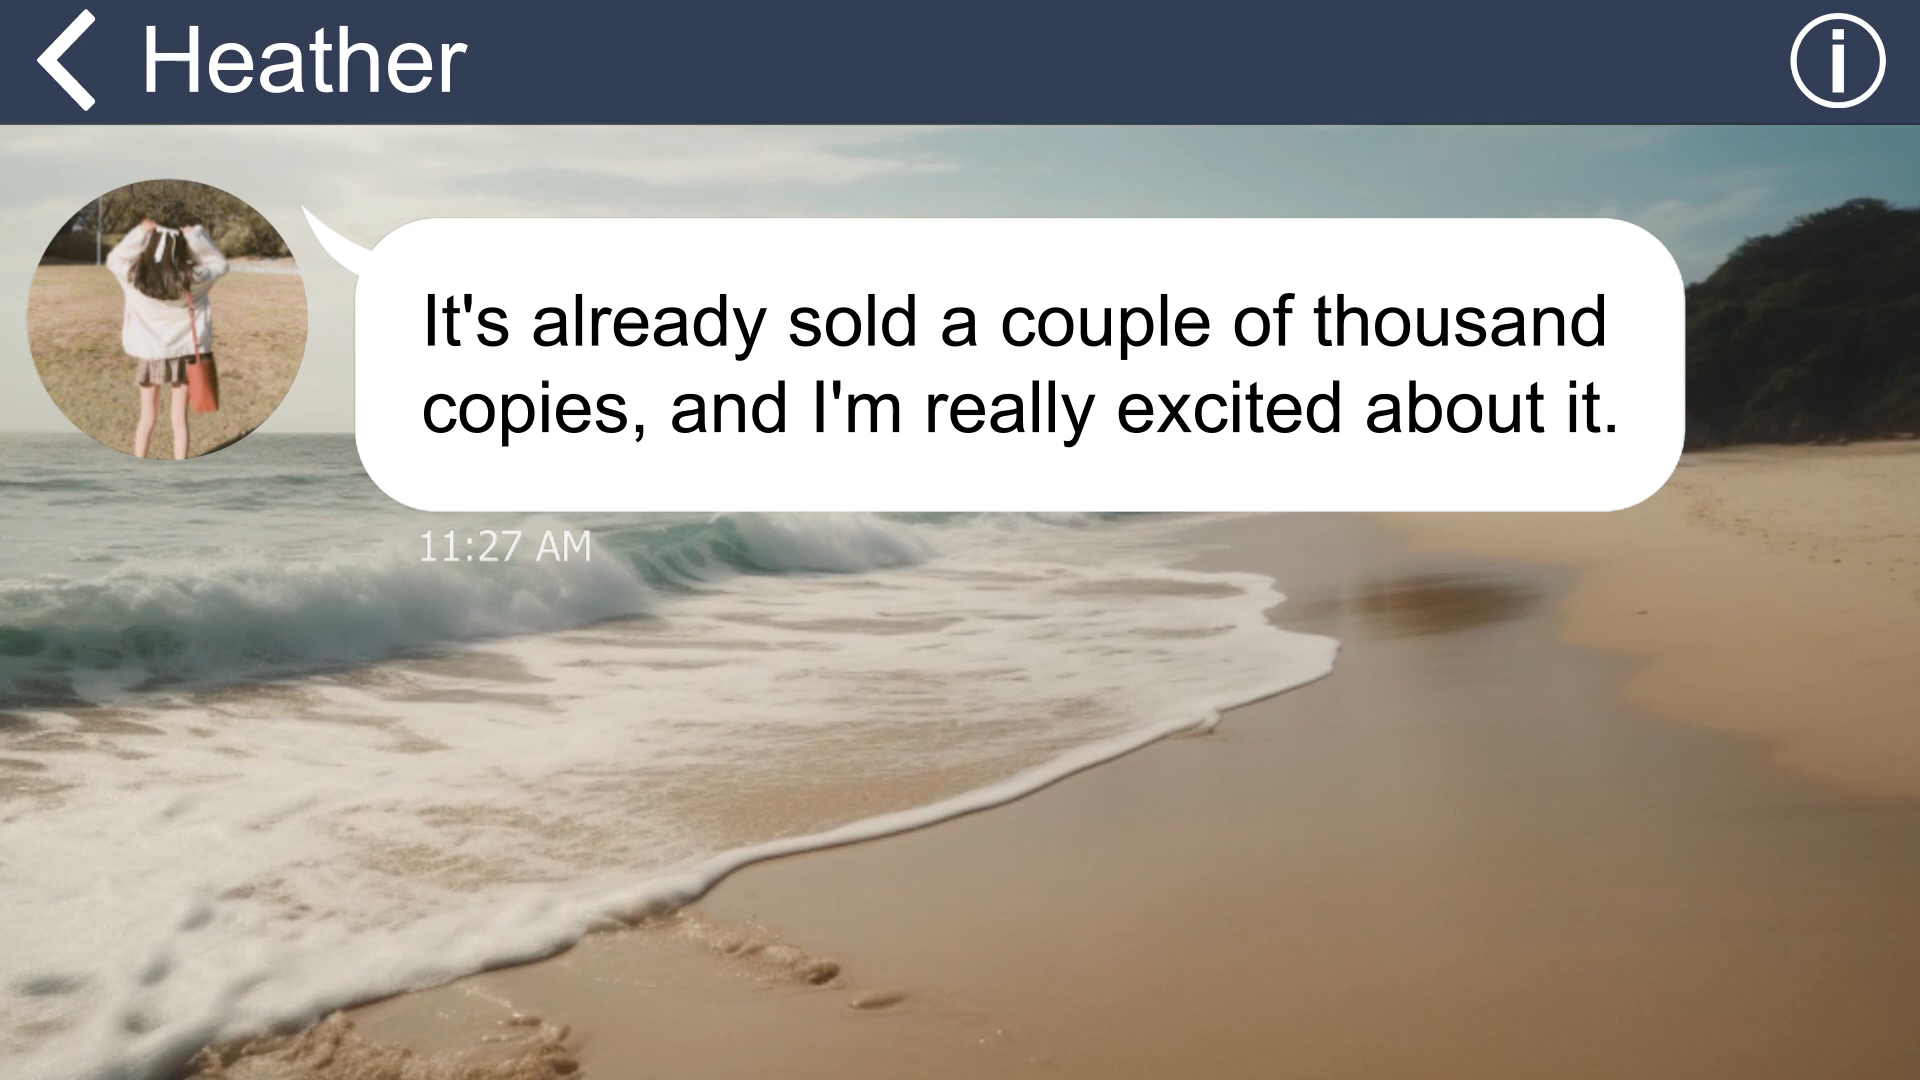 Heather
It's already sold a couple of thousand
copies, and I'm really excited about it.
11:27 AM